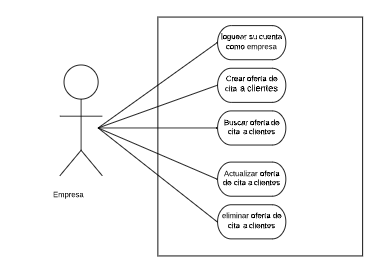 loguear su cuenta
como empresa
Crear oferta de
cita a clientes
Buscar oferta de
cita a clientes
Actualizar oferta
de cita a clientes
eliminar oferta de
cita a clientes
Empresa